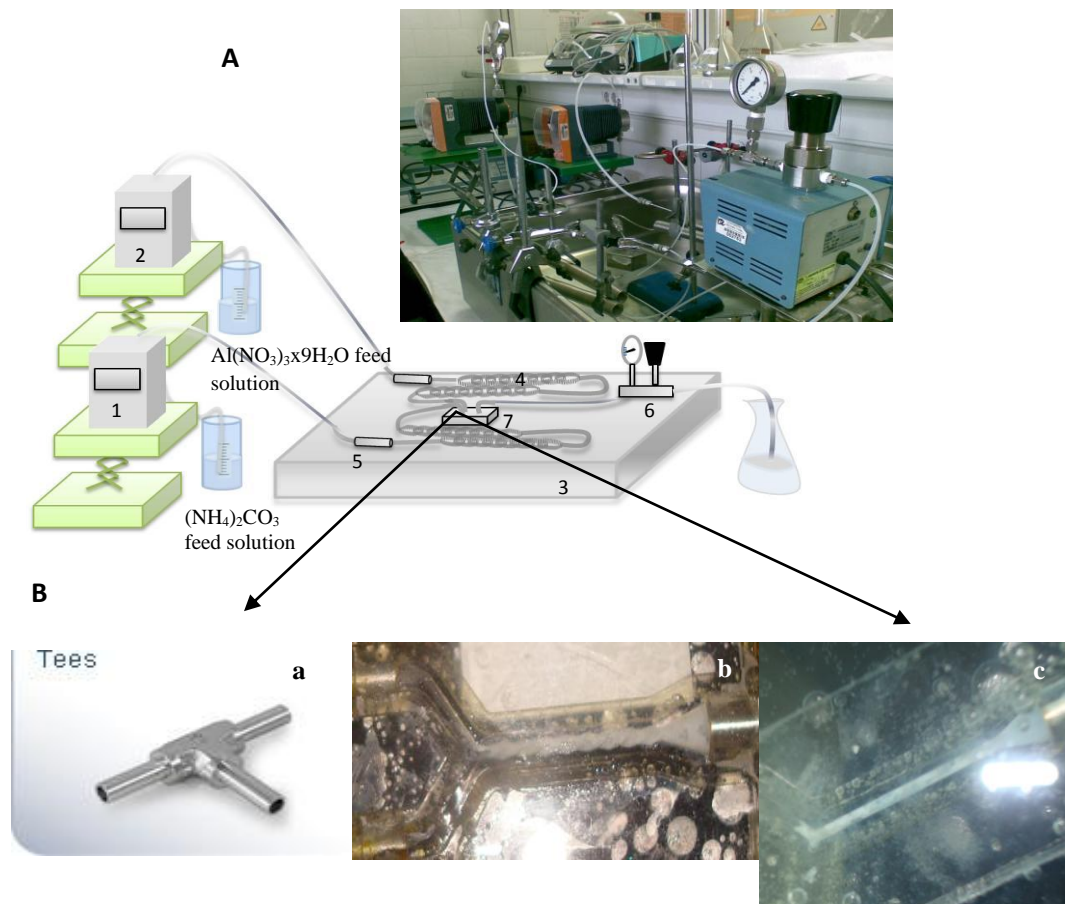 A
2
Al(NO₃)₃x9H₂O feed
solution
1
4
6
7
5
3
(NH₄)₂CO₃
feed solution
B
Tees
a
b
c